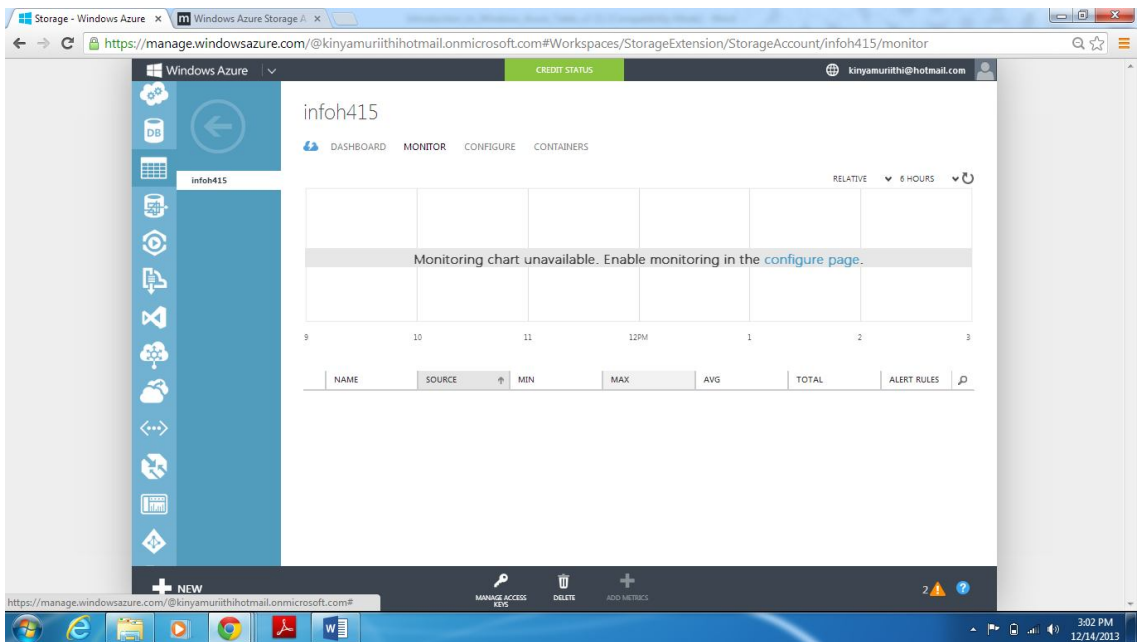 Storage - Windows Azure
Windows Azure Storage A
https://manage.windowsazure.com/@kinyamuriithihotmail.onmicrosoft.com#Workspaces/StorageExtension/StorageAccount/infoh415/monitor
Windows Azure
CREDIT STATUS
kinyamuriithi@hotmail.com
DB
infoh415
DASHBOARD MONITOR CONFIGURE CONTAINERS
infoh415
RELATIVE 6 HOURS
Monitoring chart unavailable. Enable monitoring in the configure page.
9 10 11 12PM 1 2 3
NAME SOURCE MIN MAX AVG TOTAL ALERT RULES
NEW
MANAGE ACCESS KEYS
DELETE
ADD METRICS
2
https://manage.windowsazure.com/@kinyamuriithihotmail.onmicrosoft.com#
3:02 PM
12/14/2013